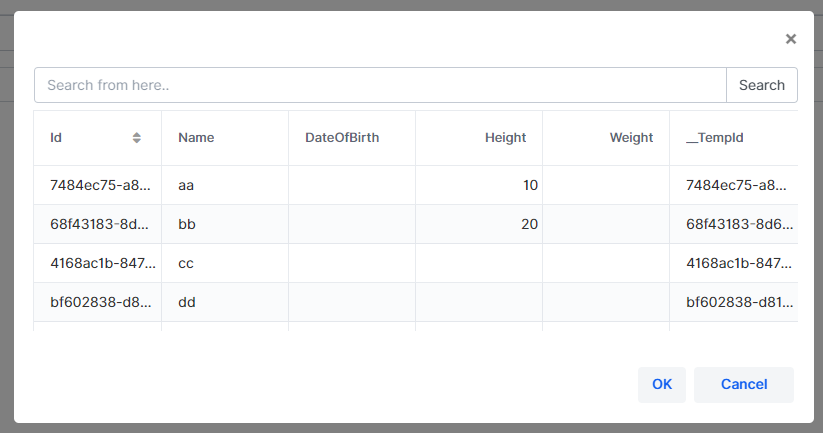 ×
Search from here.. Search
Id Name DateOfBirth Height Weight __TempId
7484ec75-a8... aa 10 7484ec75-a8...
68f43183-8d... bb 20 68f43183-8d6...
4168ac1b-847... cc 4168ac1b-847...
bf602838-d8... dd bf602838-d81...
OK Cancel